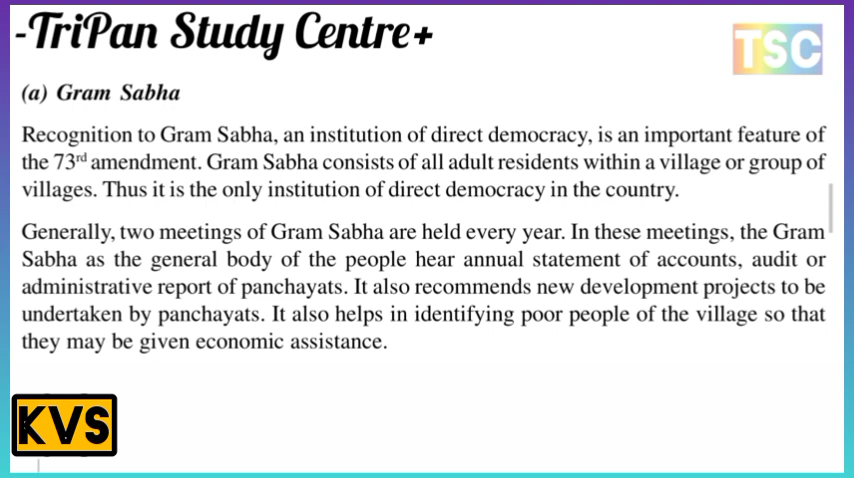 -TriPan Study Centre+
TSC
(a) Gram Sabha
Recognition to Gram Sabha, an institution of direct democracy, is an important feature of
the 73rd amendment. Gram Sabha consists of all adult residents within a village or group of
villages. Thus it is the only institution of direct democracy in the country.
Generally, two meetings of Gram Sabha are held every year. In these meetings, the Gram
Sabha as the general body of the people hear annual statement of accounts, audit or
administrative report of panchayats. It also recommends new development projects to be
undertaken by panchayats. It also helps in identifying poor people of the village so that
they may be given economic assistance.
KVS